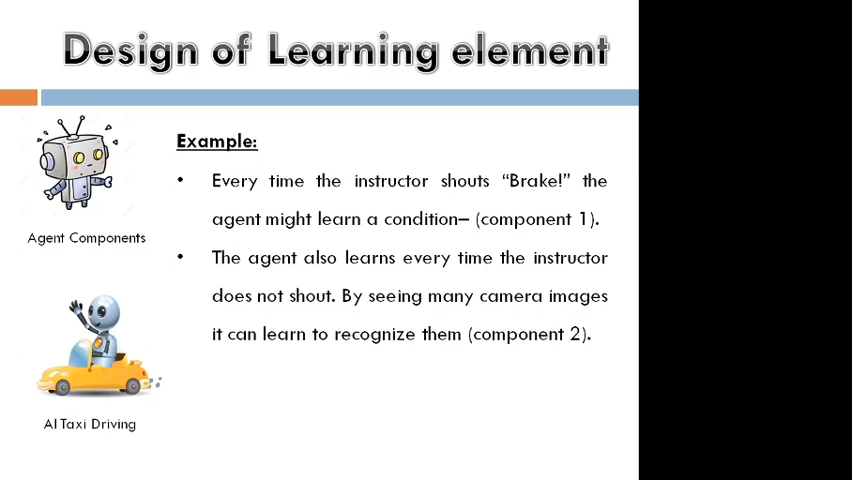 Design of Learning element
Example:
• Every time the instructor shouts “Brake!” the
agent might learn a condition– (component 1).
• The agent also learns every time the instructor
does not shout. By seeing many camera images
it can learn to recognize them (component 2).
Agent Components
AI Taxi Driving